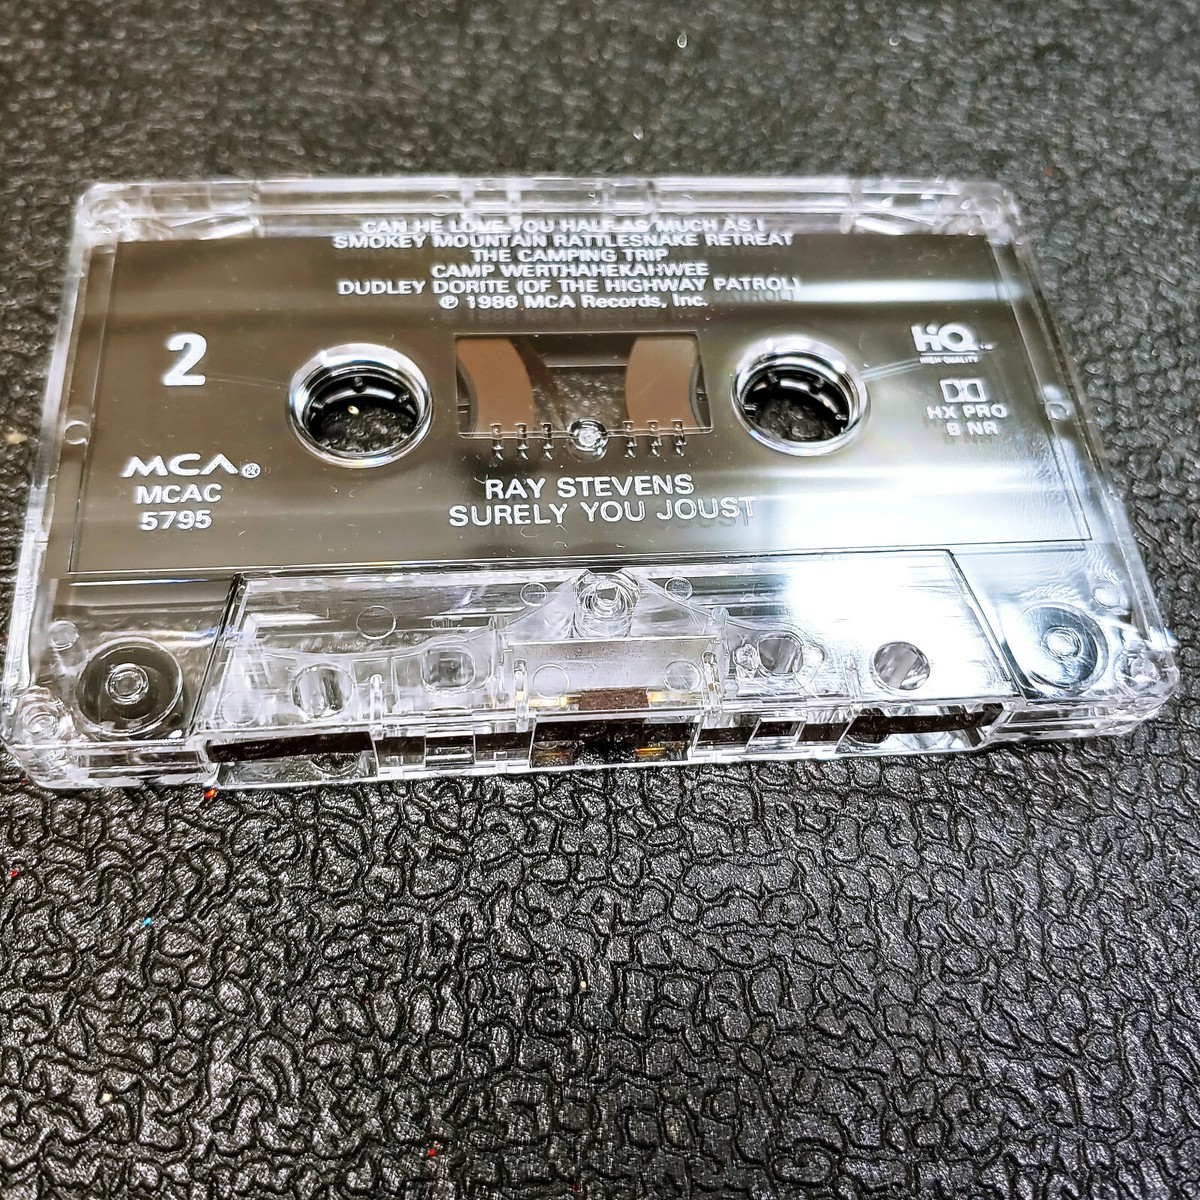 CAN HE LOVE YOU HALF AS MUCH AS I
SMOKEY MOUNTAIN RATTLESNAKE RETREAT
THE CAMPING TRIP
CAMP WERTHAHEKAHWEE
DUDLEY DORITE (OF THE HIGHWAY PATROL)
℗ 1986 MCA Records, Inc.
2
HQ
HIGH QUALITY
HX PRO
B NR
MCA®
MCAC
5795
RAY STEVENS
SURELY YOU JOUST